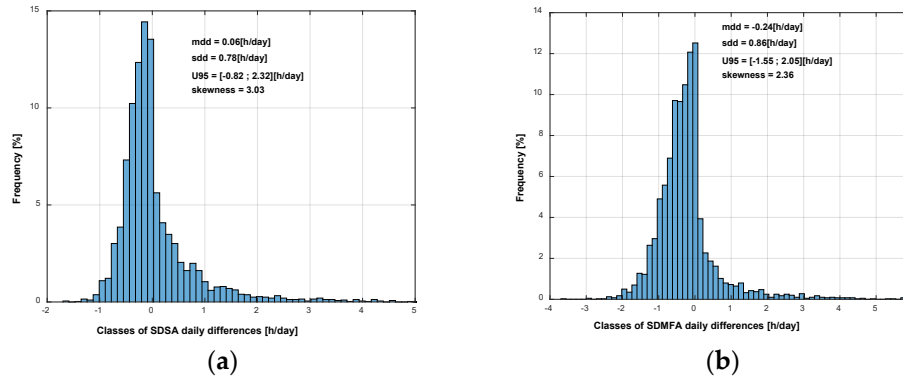 mdd = 0.06[h/day]
sdd = 0.78[h/day]
U95 = [-0.82 ; 2.32][h/day]
skewness = 3.03
Frequency [%]
15
10
5
0
-2 -1 0 1 2 3 4 5
Classes of SDSA daily differences [h/day]
(a)
mdd = -0.24[h/day]
sdd = 0.86[h/day]
U95 = [-1.55 ; 2.05][h/day]
skewness = 2.36
Frequency [%]
14
12
10
8
6
4
2
0
-4 -3 -2 -1 0 1 2 3 4 5
Classes of SDMFA daily differences [h/day]
(b)